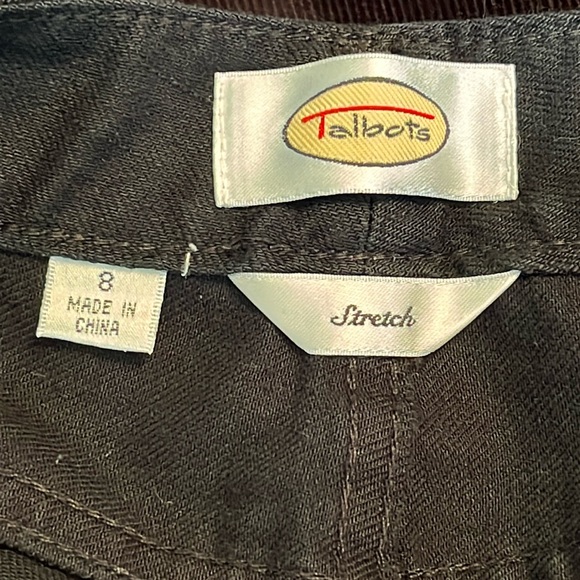 Talbots
8
MADE IN
CHINA
Stretch